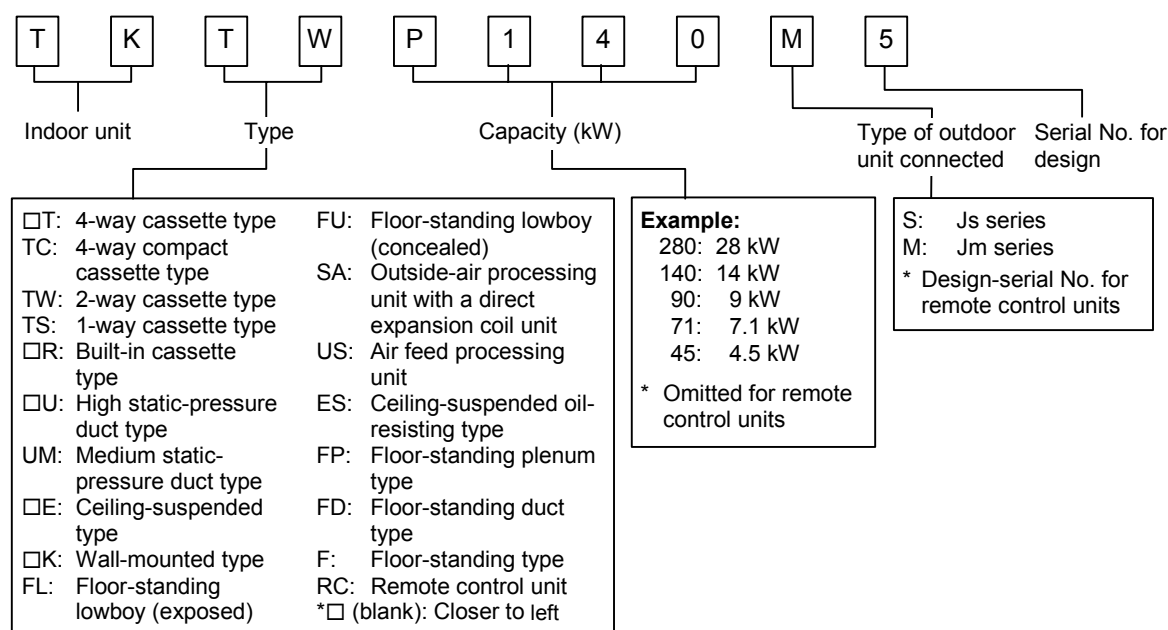 T K T W P 1 4 0 M 5
Indoor unit
Type
Capacity (kW)
Type of outdoor
unit connected
Serial No. for
design
□T: 4-way cassette type
TC: 4-way compact
cassette type
TW: 2-way cassette type
TS: 1-way cassette type
□R: Built-in cassette
type
□U: High static-pressure
duct type
UM: Medium static-
pressure duct type
□E: Ceiling-suspended
type
□K: Wall-mounted type
FL: Floor-standing
lowboy (exposed)
FU: Floor-standing lowboy
(concealed)
SA: Outside-air processing
unit with a direct
expansion coil unit
US: Air feed processing
unit
ES: Ceiling-suspended oil-
resisting type
FP: Floor-standing plenum
type
FD: Floor-standing duct
type
F: Floor-standing type
RC: Remote control unit
*□ (blank): Closer to left
Example:
280: 28 kW
140: 14 kW
90: 9 kW
71: 7.1 kW
45: 4.5 kW
* Omitted for remote
control units
S: Js series
M: Jm series
* Design-serial No. for
remote control units